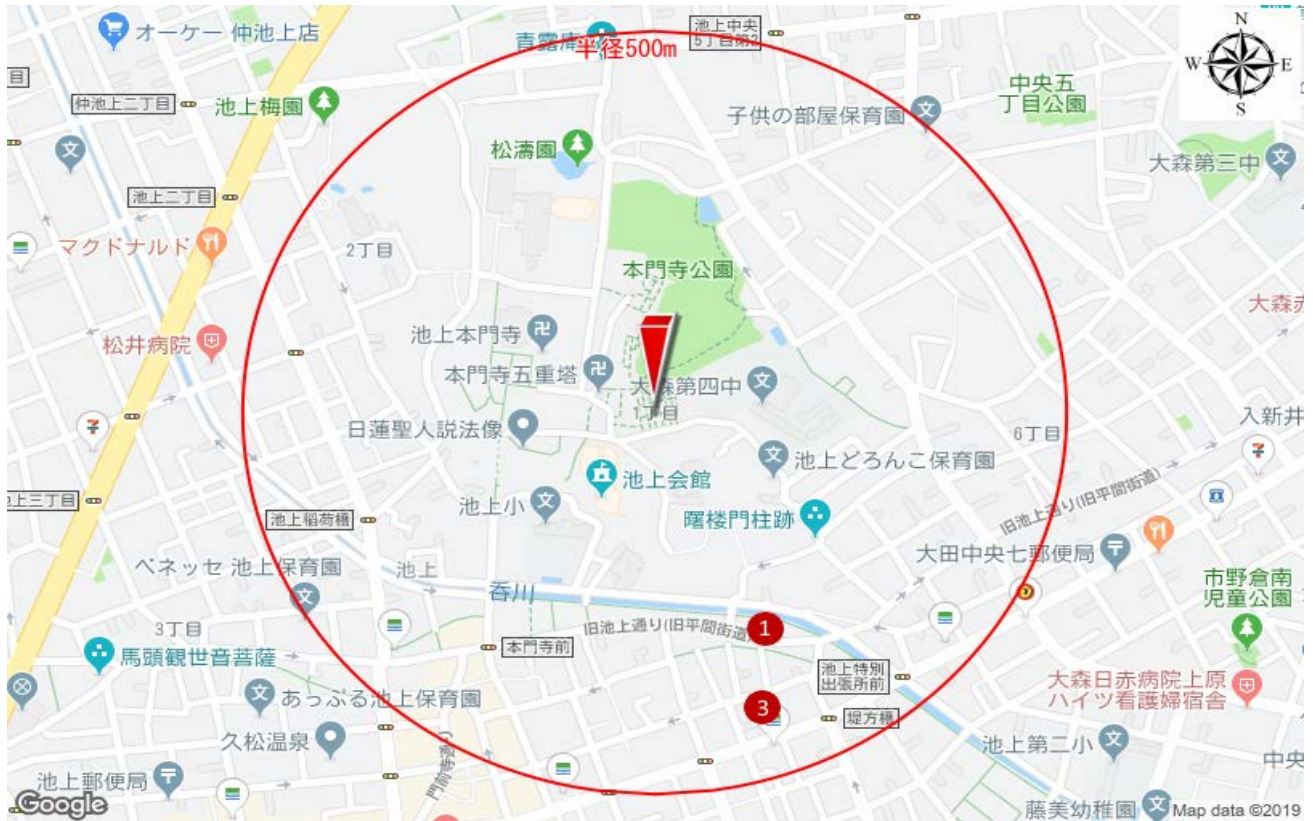 オーケー 仲池上店
青露庵
半径500m
池上中央
5丁目第2
N
W
E
S
目
仲池上二丁目
池上梅園
子供の部屋保育園
中央五
丁目公園
松濤園
大森第三中
池上二丁目
マクドナルド
2丁目
本門寺公園
大森赤
松井病院
池上本門寺
本門寺五重塔
大森第四中
1丁目
日蓮聖人説法像
6丁目
入新井
池上どろんこ保育園
池上会館
上三丁目
池上小
曙楼門柱跡
旧池上通り(旧平間街道)
池上稲荷橋
大田中央七郵便局
ベネッセ 池上保育園
池上
呑川
市野倉南
児童公園
3丁目
旧池上通り(旧平間街道)
1
本門寺前
馬頭観世音菩薩
池上特別
出張所前
大森日赤病院上原
ハイツ看護婦宿舎
あっぷる池上保育園
3
堤方橋
久松温泉
池上第二小
中央
門前寺通り
池上郵便局
藤美幼稚園
Google
Map data ©2019